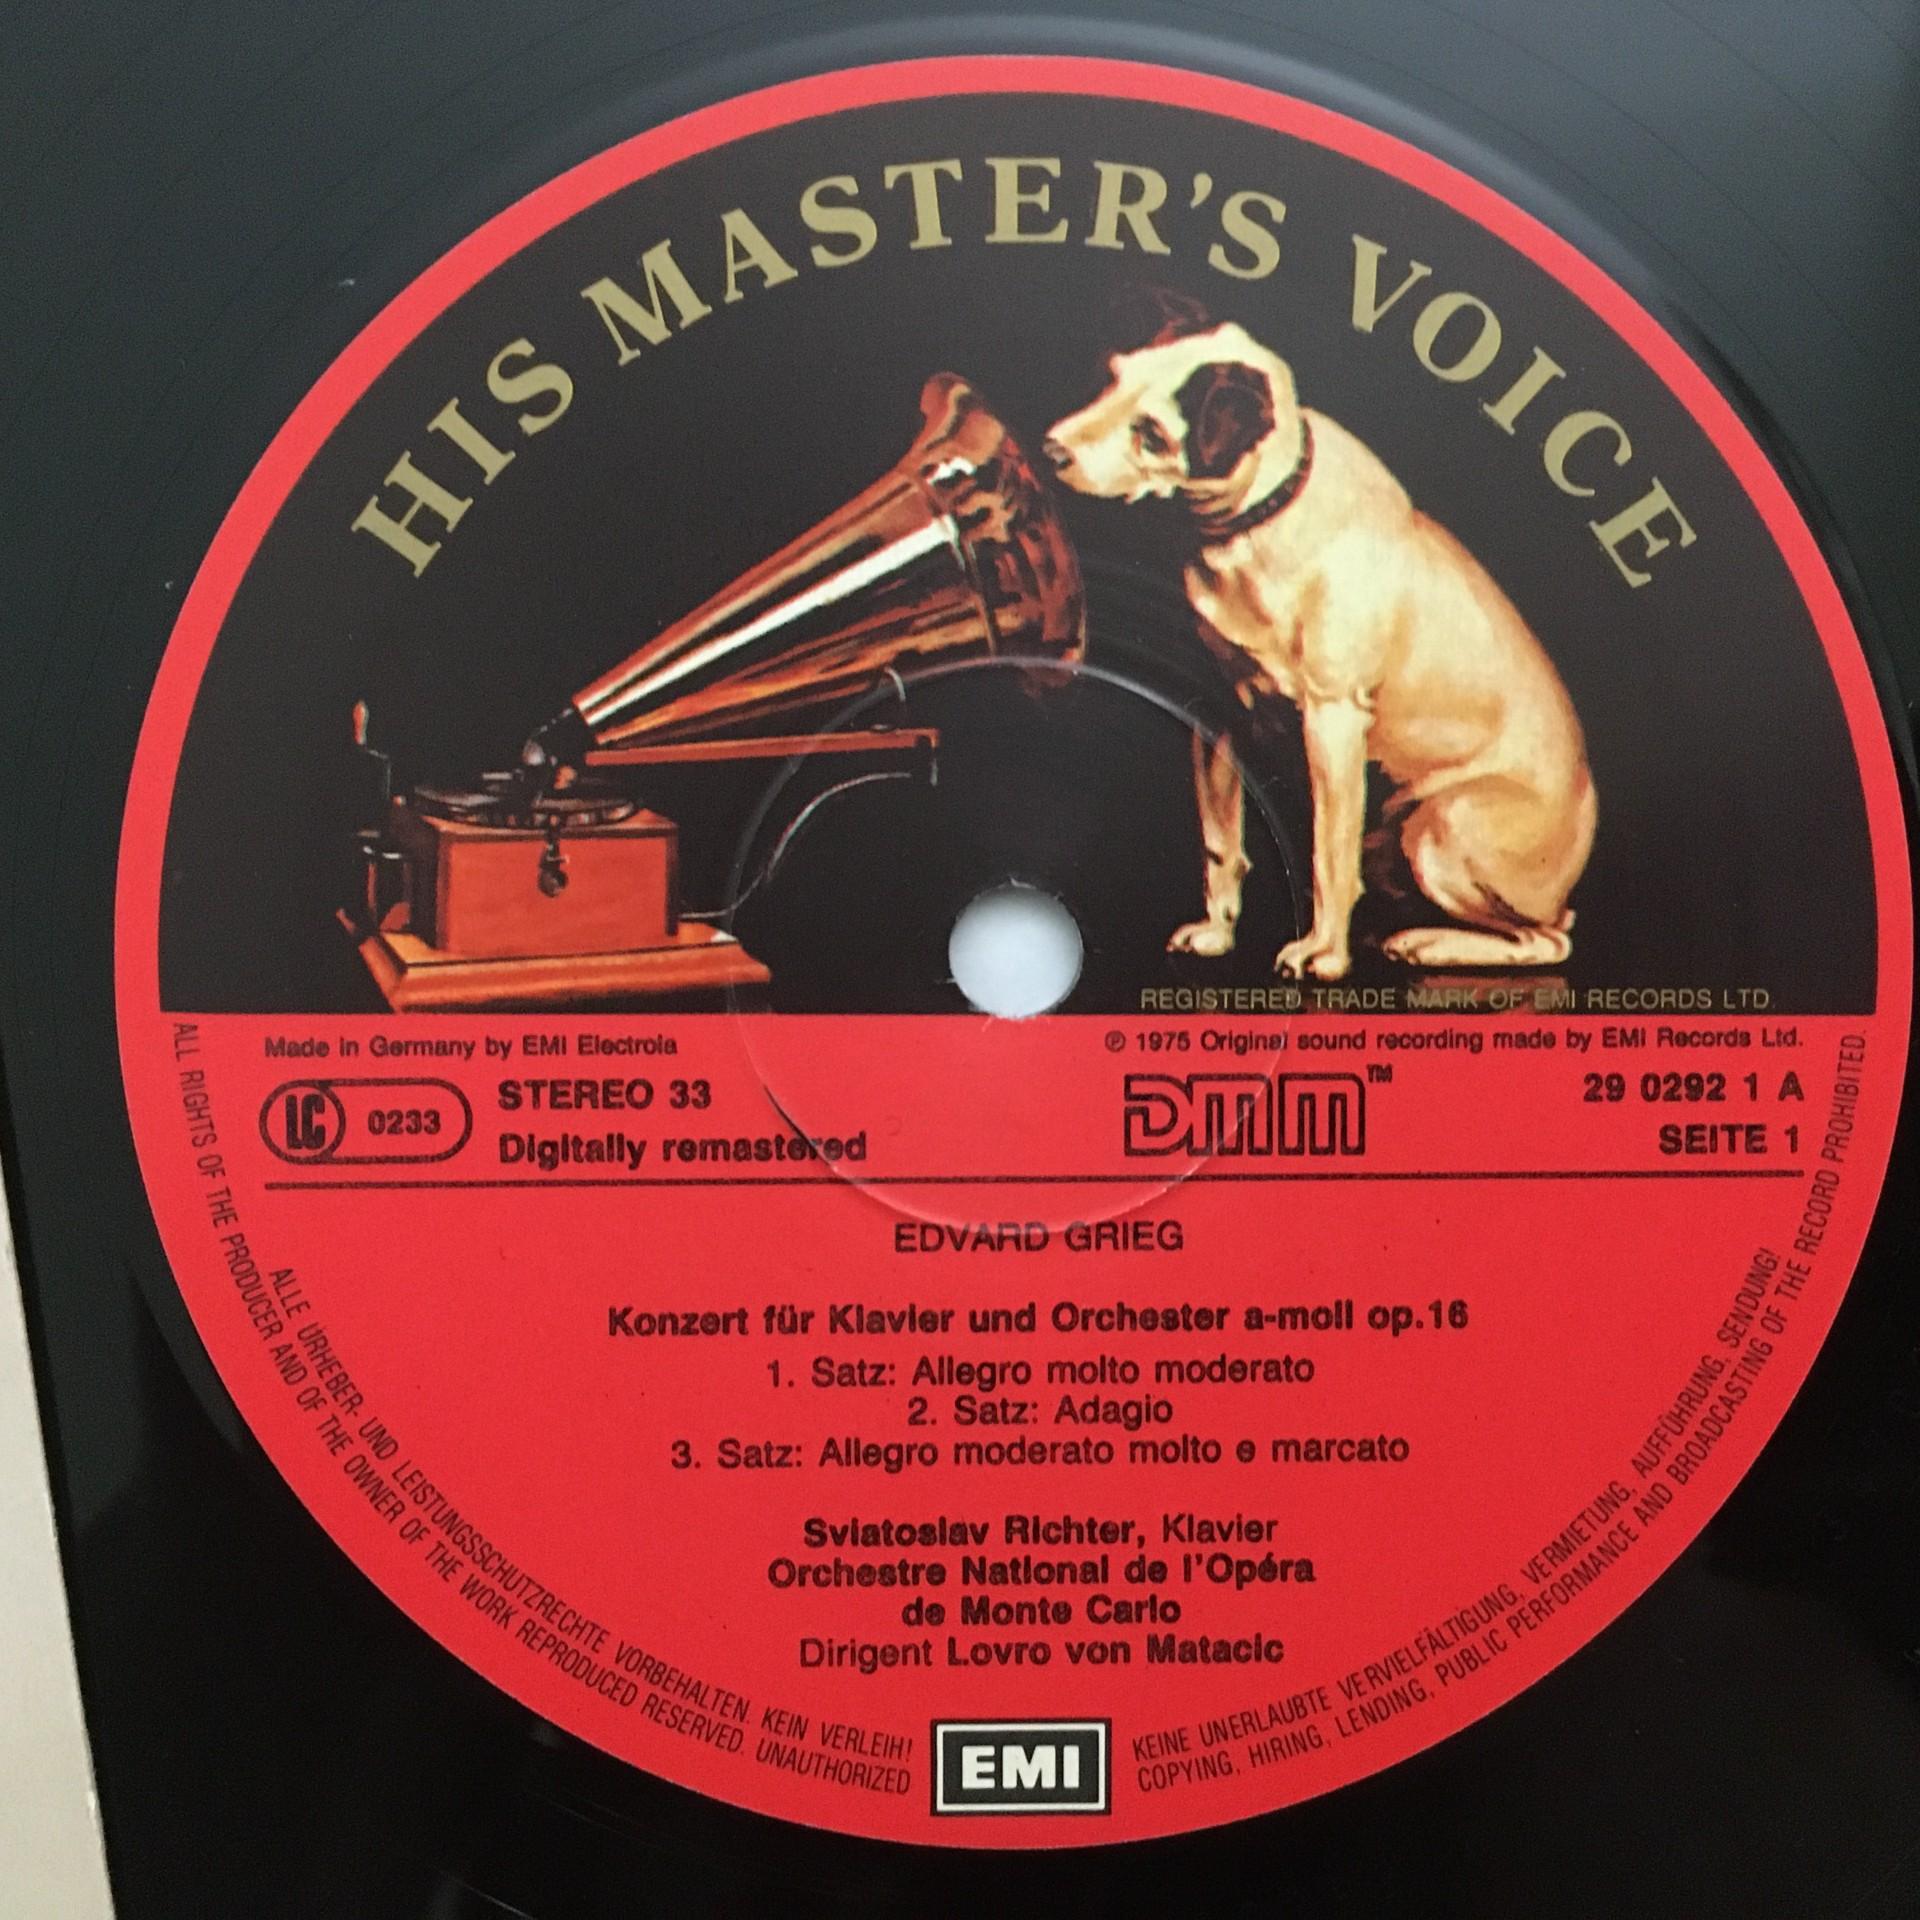 HIS MASTER'S VOICE
REGISTERED TRADE MARK OF EMI RECORDS LTD.
Made in Germany by EMI Electrola
℗ 1975 Original sound recording made by EMI Records Ltd.
LC 0233
STEREO 33
Digitally remastered
DMM™
29 0292 1 A
SEITE 1
EDVARD GRIEG
Konzert für Klavier und Orchester a-moll op.16
1. Satz: Allegro molto moderato
2. Satz: Adagio
3. Satz: Allegro moderato molto e marcato
Sviatoslav Richter, Klavier
Orchestre National de l'Opéra
de Monte Carlo
Dirigent Lovro von Matacic
EMI
ALLE URHEBER- UND LEISTUNGSSCHUTZRECHTE VORBEHALTEN. KEIN VERLEIH! KEINE UNERLAUBTE VERVIELFÄLTIGUNG, VERMIETUNG, AUFFÜHRUNG, SENDUNG!
ALL RIGHTS OF THE PRODUCER AND OF THE OWNER OF THE WORK REPRODUCED RESERVED. UNAUTHORIZED COPYING, HIRING, LENDING, PUBLIC PERFORMANCE AND BROADCASTING OF THE RECORD PROHIBITED.